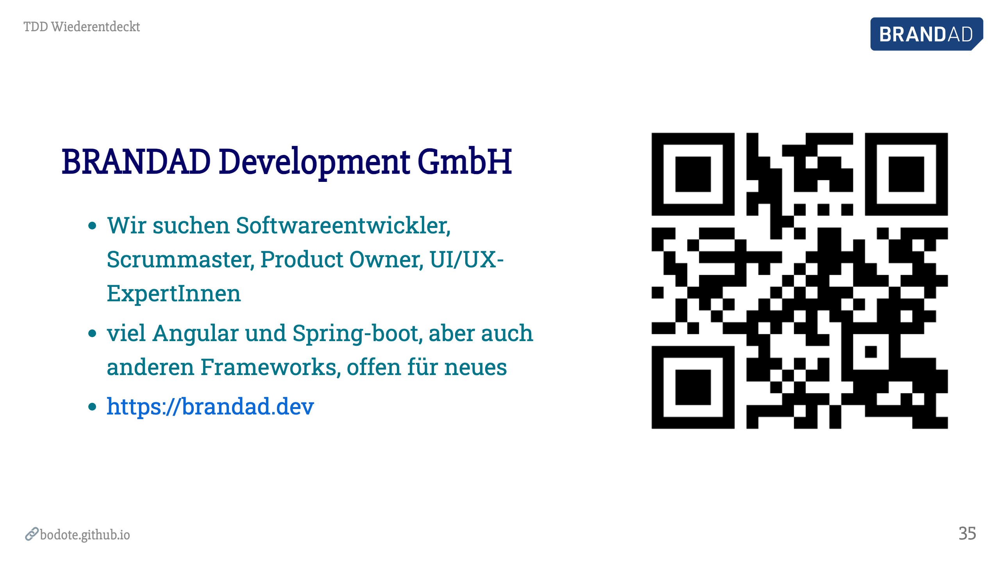 TDD Wiederentdeckt
BRANDAD
BRANDAD Development GmbH
• Wir suchen Softwareentwickler,
Scrummaster, Product Owner, UI/UX-
ExpertInnen
• viel Angular und Spring-boot, aber auch
anderen Frameworks, offen für neues
• https://brandad.dev
bodote.github.io
35